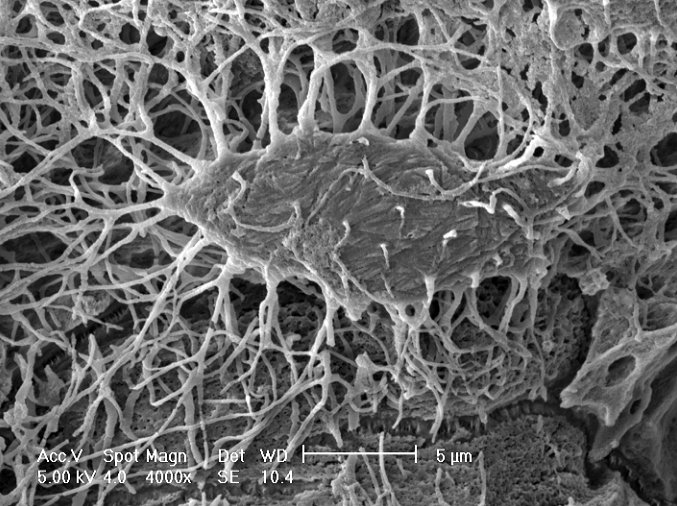 Acc.V Spot Magn Det WD 5 µm
5.00 kV 4.0 4000x SE 10.4